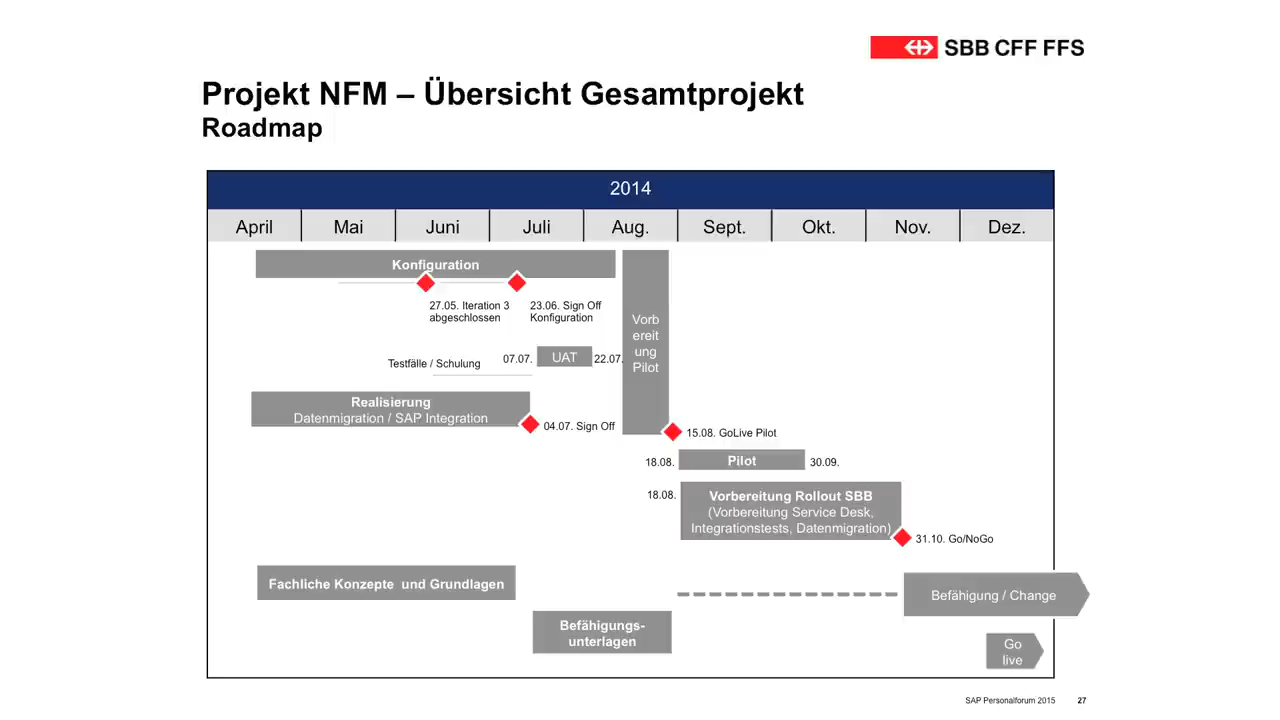 SBB CFF FFS
Projekt NFM – Übersicht Gesamtprojekt
Roadmap
2014
April Mai Juni Juli Aug. Sept. Okt. Nov. Dez.
Konfiguration
27.05. Iteration 3
abgeschlossen
23.06. Sign Off
Konfiguration
Vorb
ereit
ung
Pilot
Testfälle / Schulung
07.07. UAT 22.07.
Realisierung
Datenmigration / SAP Integration
04.07. Sign Off
15.08. GoLive Pilot
18.08. Pilot 30.09.
18.08.
Vorbereitung Rollout SBB
(Vorbereitung Service Desk,
Integrationstests, Datenmigration)
31.10. Go/NoGo
Fachliche Konzepte und Grundlagen
Befähigung / Change
Befähigungs-
unterlagen
Go
live
SAP Personalforum 2015 27